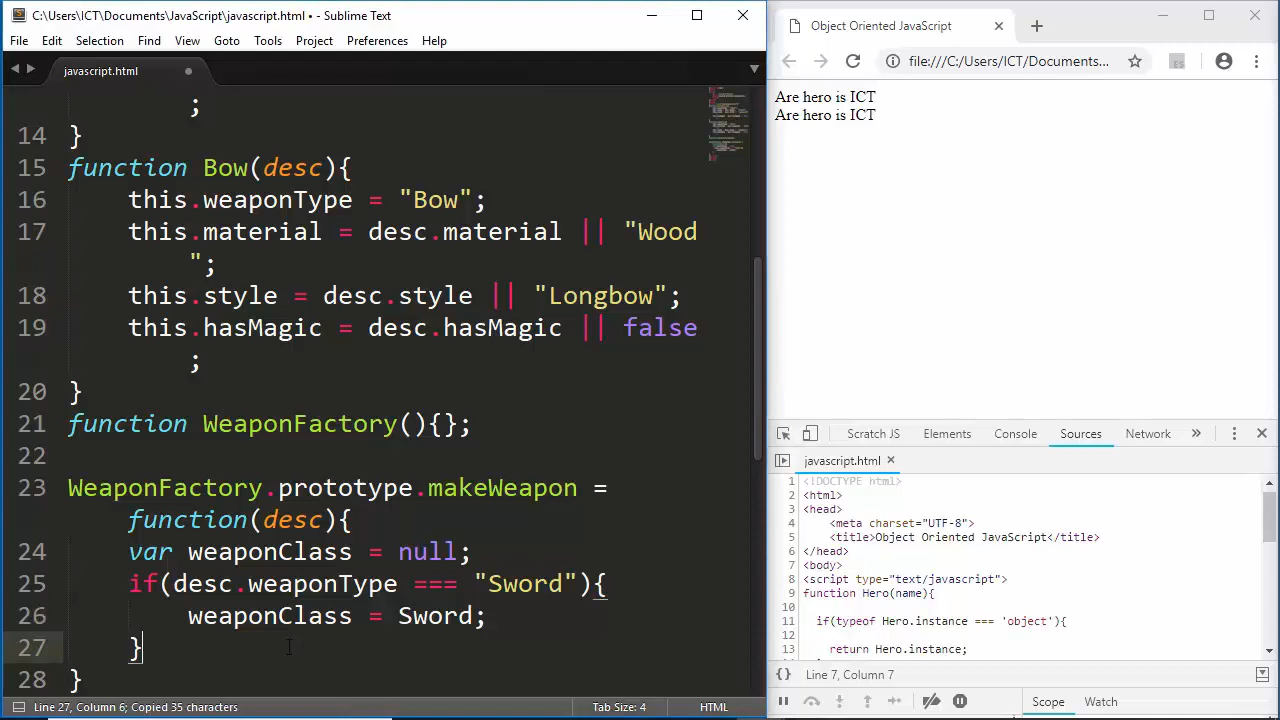 C:\Users\ICT\Documents\JavaScript\javascript.html • - Sublime Text
File Edit Selection Find View Goto Tools Project Preferences Help
javascript.html
;
14 }
15 function Bow(desc){
16 this.weaponType = "Bow";
17 this.material = desc.material || "Wood
";
18 this.style = desc.style || "Longbow";
19 this.hasMagic = desc.hasMagic || false
;
20 }
21 function WeaponFactory(){};
22
23 WeaponFactory.prototype.makeWeapon =
function(desc){
24 var weaponClass = null;
25 if(desc.weaponType === "Sword"){
26 weaponClass = Sword;
27 }
28 }
Line 27, Column 6; Copied 35 characters
Tab Size: 4
HTML
Object Oriented JavaScript
file:///C:/Users/ICT/Documents...
ES
Are hero is ICT
Are hero is ICT
Scratch JS Elements Console Sources Network »
javascript.html
1 <!DOCTYPE html>
2 <html>
3 <head>
4 <meta charset="UTF-8">
5 <title>Object Oriented JavaScript</title>
6 </head>
7 <body>
8 <script type="text/javascript">
9 function Hero(name){
10
11 if(typeof Hero.instance === 'object'){
12
13 return Hero.instance;
{} Line 7, Column 7
Scope Watch